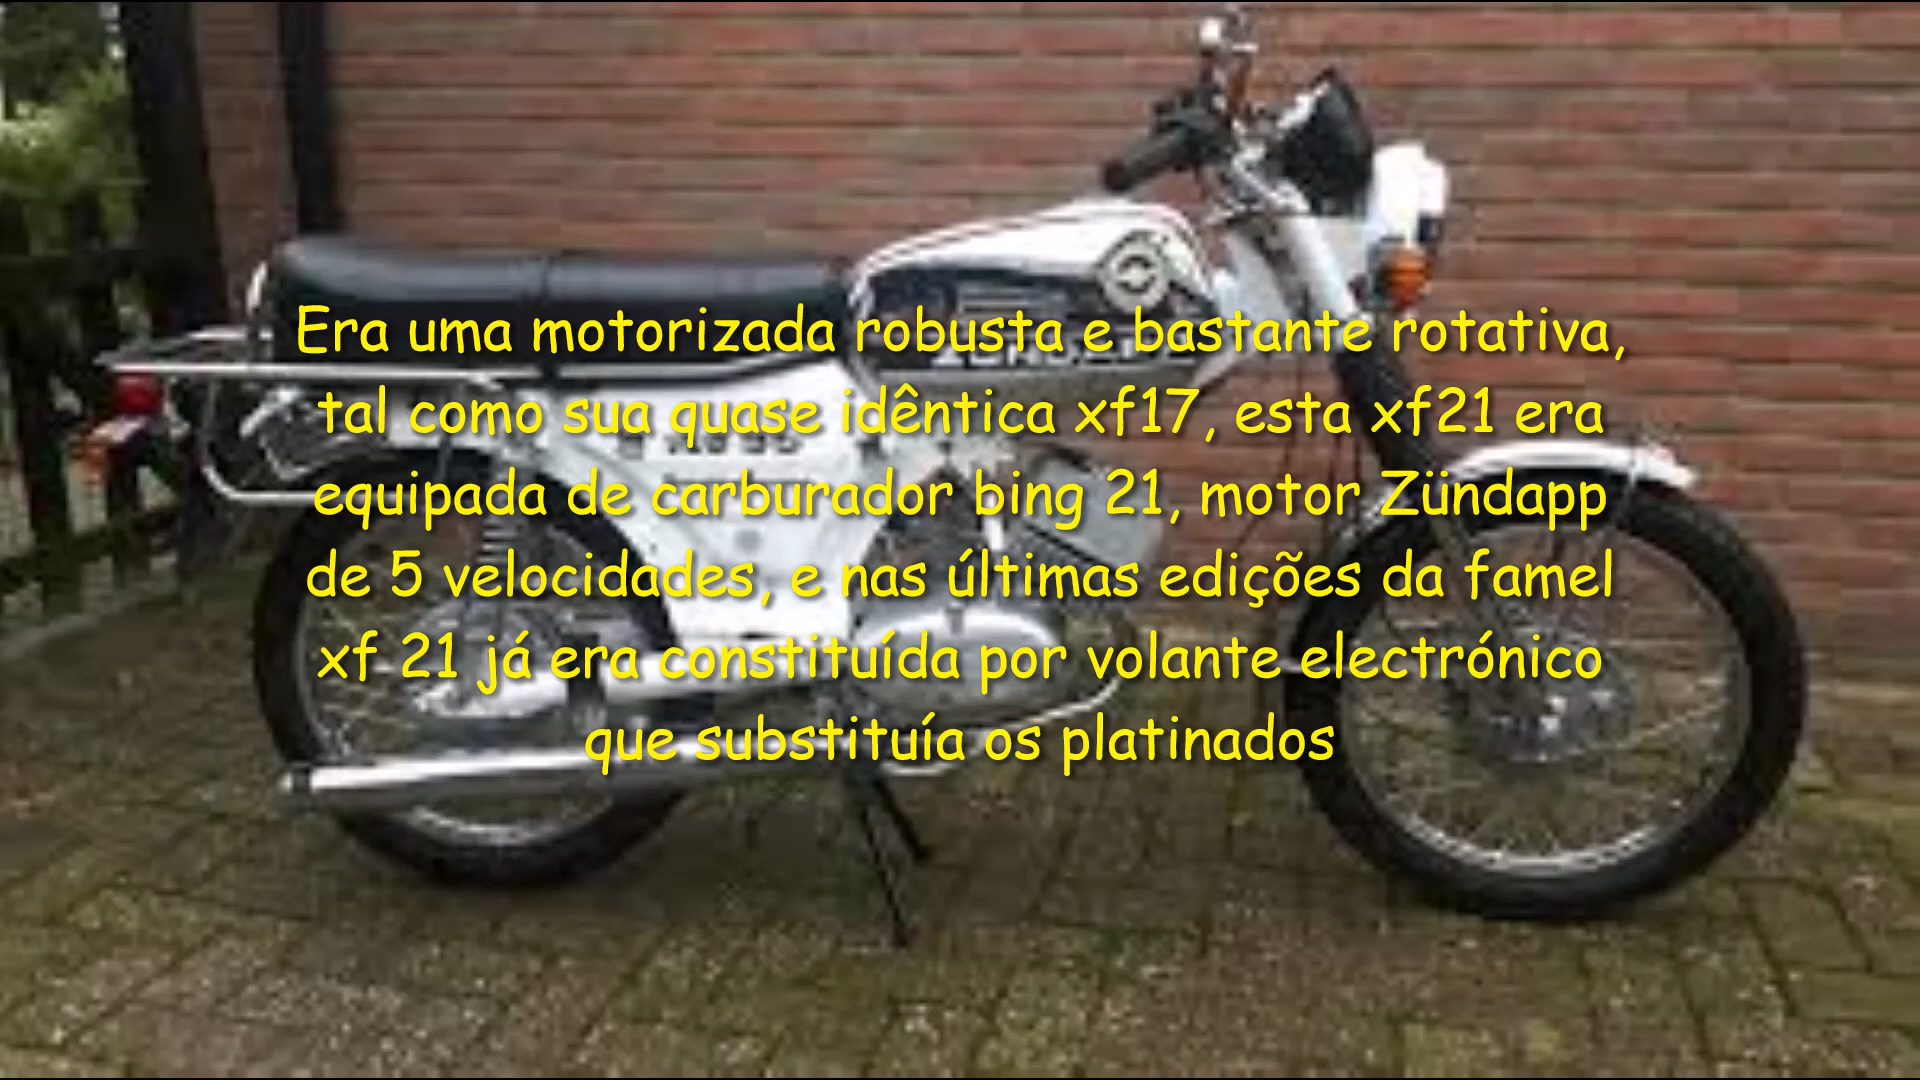 Era uma motorizada robusta e bastante rotativa,
tal como sua quase idêntica xf17, esta xf21 era
equipada de carburador bing 21, motor Zündapp
de 5 velocidades, e nas últimas edições da famel
xf 21 já era constituída por volante electrónico
que substituía os platinados